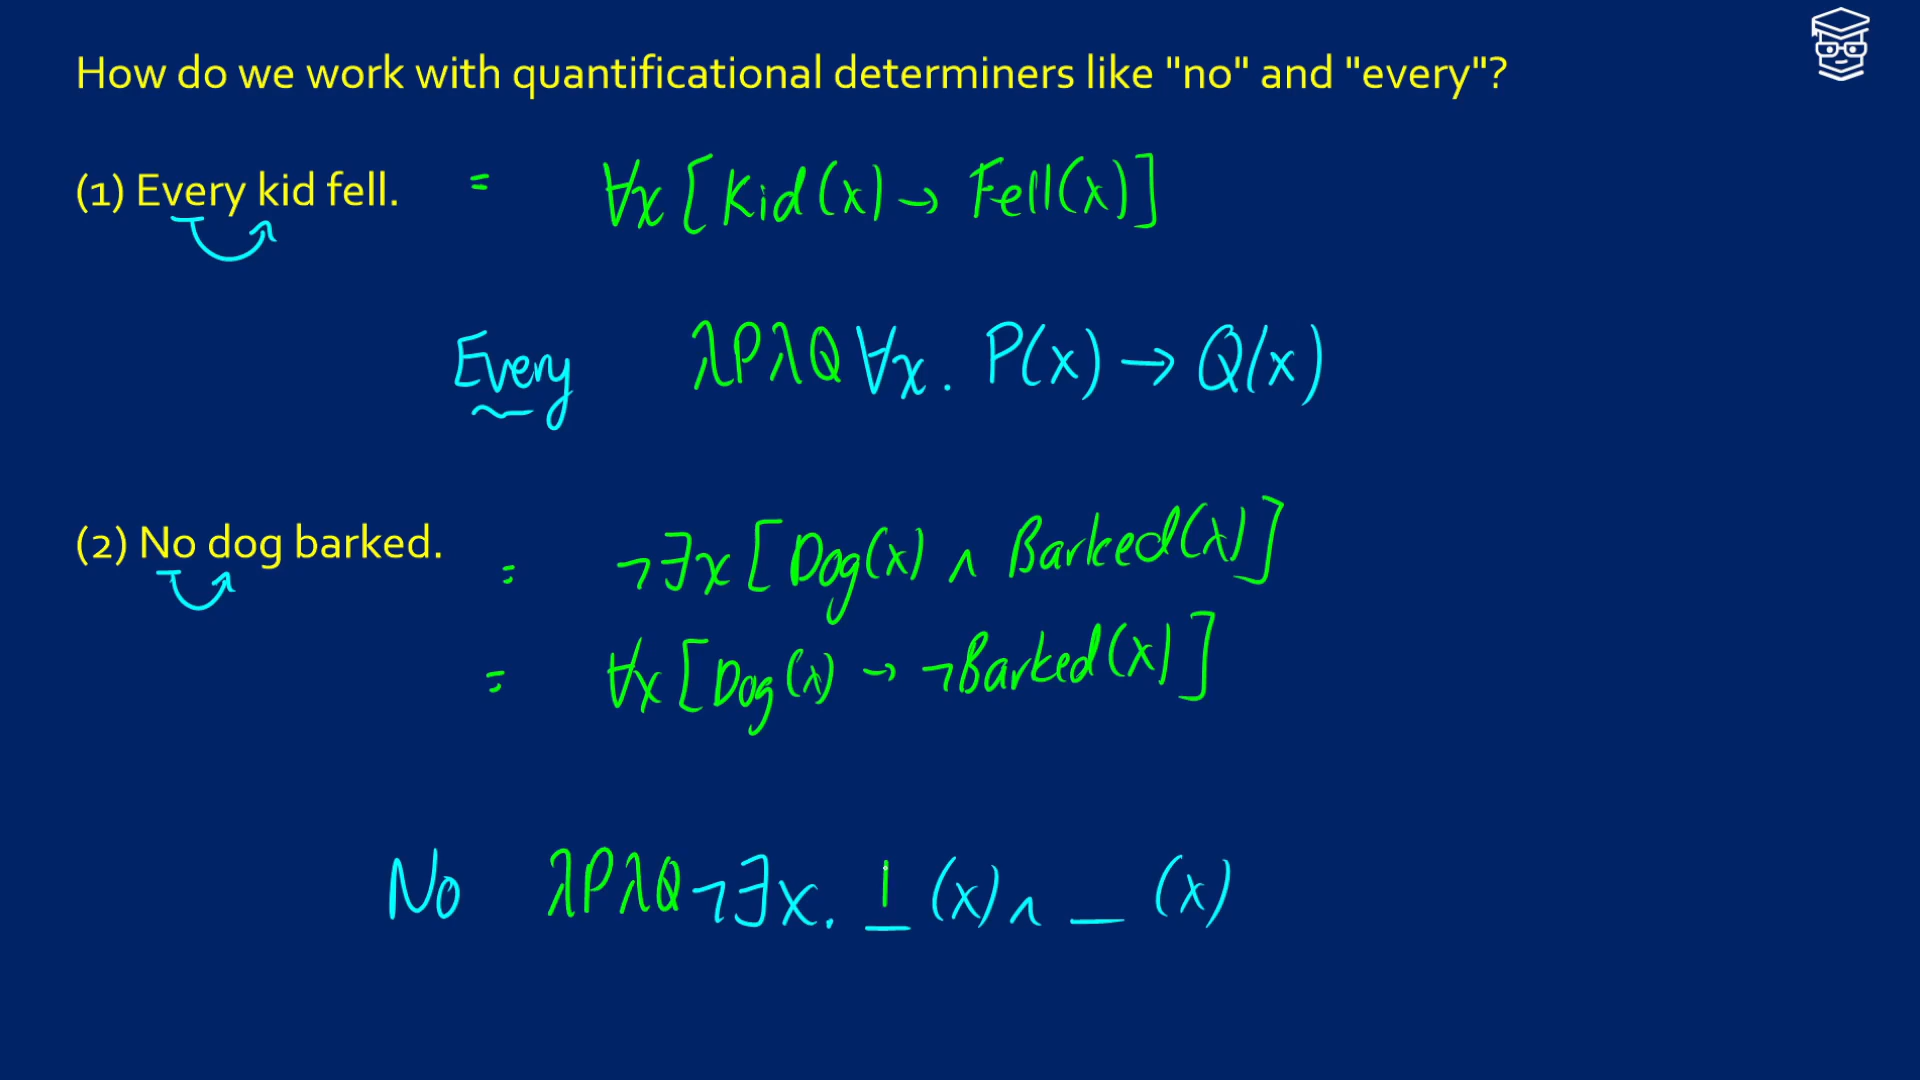 How do we work with quantificational determiners like "no" and "every"?
(1) Every kid fell. = ∀x [Kid(x) → Fell(x)]
Every λPλQ∀x. P(x) → Q(x)
(2) No dog barked. = ¬∃x [Dog(x) ∧ Barked(x)]
= ∀x [Dog(x) → ¬Barked(x)]
No λPλQ¬∃x. _(x) ∧ _(x)